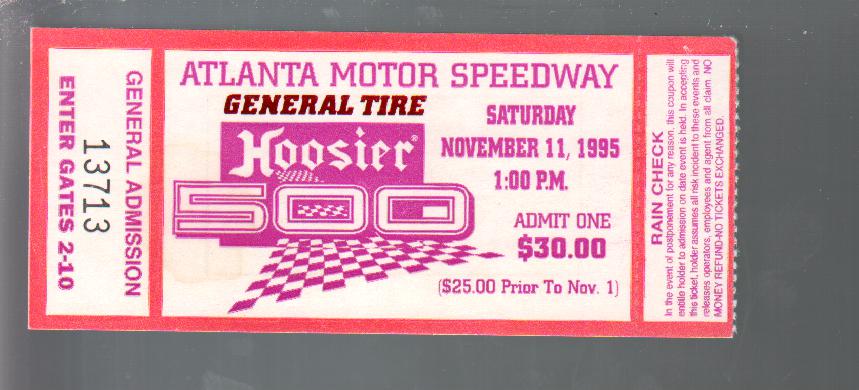 GENERAL ADMISSION
13713
ENTER GATES 2-10
ATLANTA MOTOR SPEEDWAY
GENERAL TIRE
Hoosier®
500
SATURDAY
NOVEMBER 11, 1995
1:00 P.M.
ADMIT ONE
$30.00
($25.00 Prior To Nov. 1)
RAIN CHECK
In the event of postponement for any reason, this coupon will
entitle holder to admission on date event is held. In accepting
this ticket, holder assumes all risk incident to these events and
releases operators, employees and agent from all claim. NO
MONEY REFUND-NO TICKETS EXCHANGED.